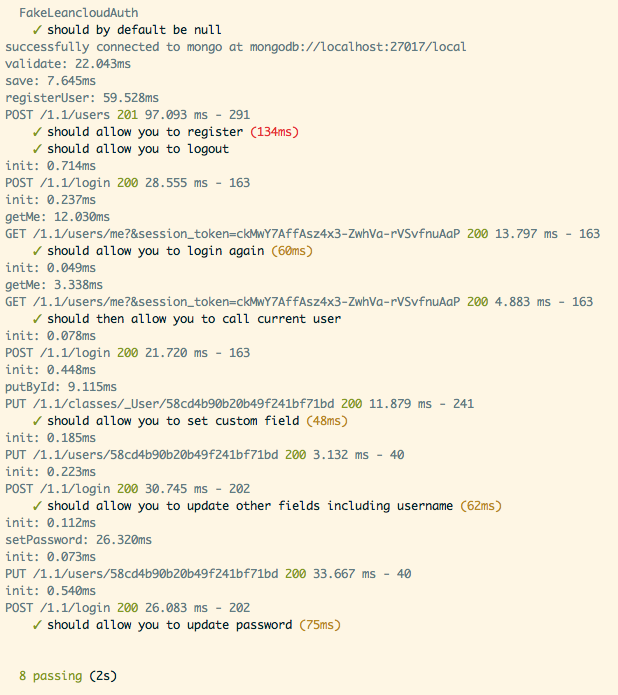 FakeLeancloudAuth
✓ should by default be null
successfully connected to mongo at mongodb://localhost:27017/local
validate: 22.043ms
save: 7.645ms
registerUser: 59.528ms
POST /1.1/users 201 97.093 ms - 291
✓ should allow you to register (134ms)
✓ should allow you to logout
init: 0.714ms
POST /1.1/login 200 28.555 ms - 163
init: 0.237ms
getMe: 12.030ms
GET /1.1/users/me?&session_token=ckMwY7AffAsz4x3-ZwhVa-rVSvfnuAaP 200 13.797 ms - 163
✓ should allow you to login again (60ms)
init: 0.049ms
getMe: 3.338ms
GET /1.1/users/me?&session_token=ckMwY7AffAsz4x3-ZwhVa-rVSvfnuAaP 200 4.883 ms - 163
✓ should then allow you to call current user
init: 0.078ms
POST /1.1/login 200 21.720 ms - 163
init: 0.448ms
putById: 9.115ms
PUT /1.1/classes/_User/58cd4b90b20b49f241bf71bd 200 11.879 ms - 241
✓ should allow you to set custom field (48ms)
init: 0.185ms
PUT /1.1/users/58cd4b90b20b49f241bf71bd 200 3.132 ms - 40
init: 0.223ms
POST /1.1/login 200 30.745 ms - 202
✓ should allow you to update other fields including username (62ms)
init: 0.112ms
setPassword: 26.320ms
init: 0.073ms
PUT /1.1/users/58cd4b90b20b49f241bf71bd 200 33.667 ms - 40
init: 0.540ms
POST /1.1/login 200 26.083 ms - 202
✓ should allow you to update password (75ms)
8 passing (2s)